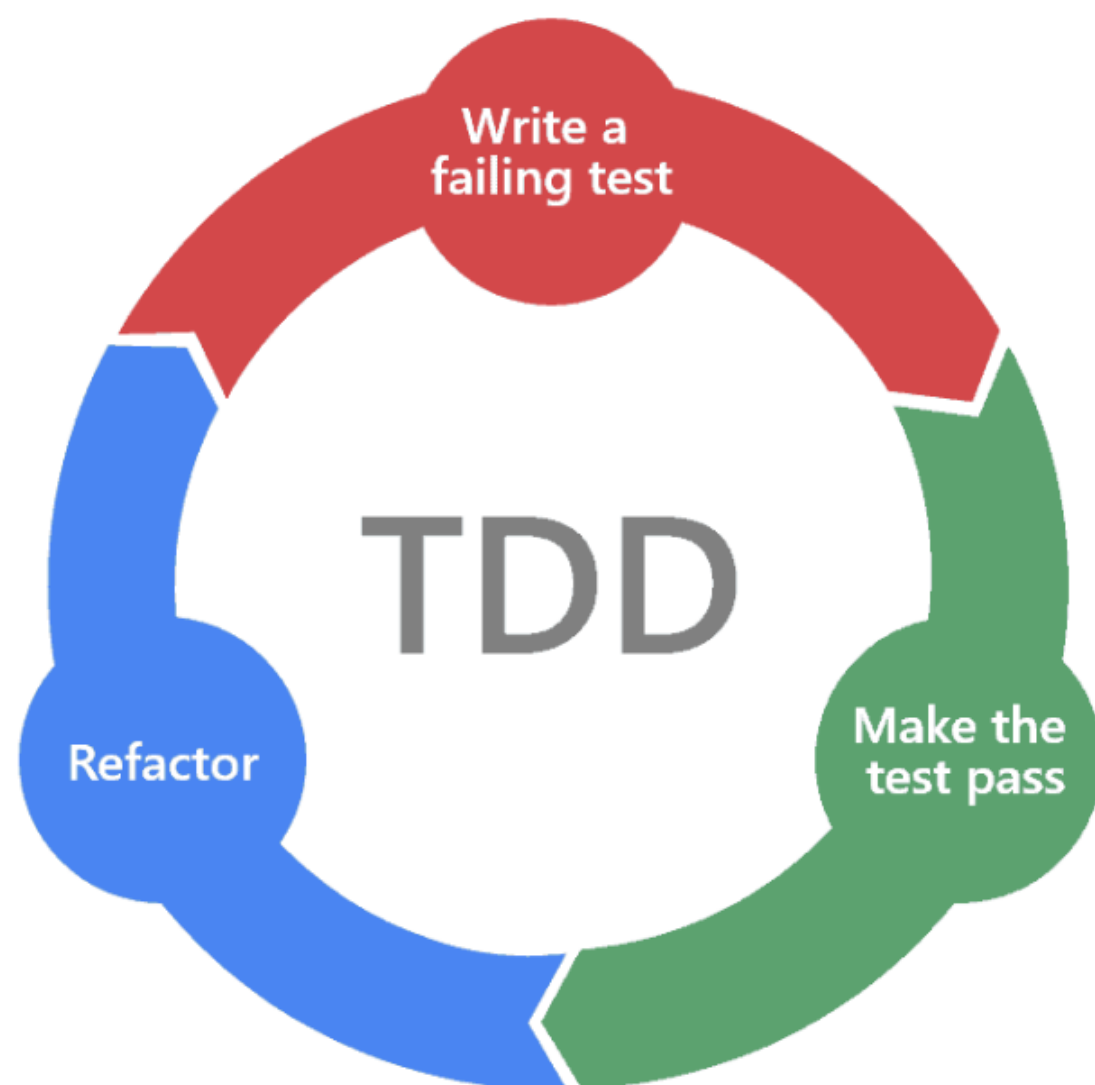 Write a
failing test
TDD
Make the
test pass
Refactor